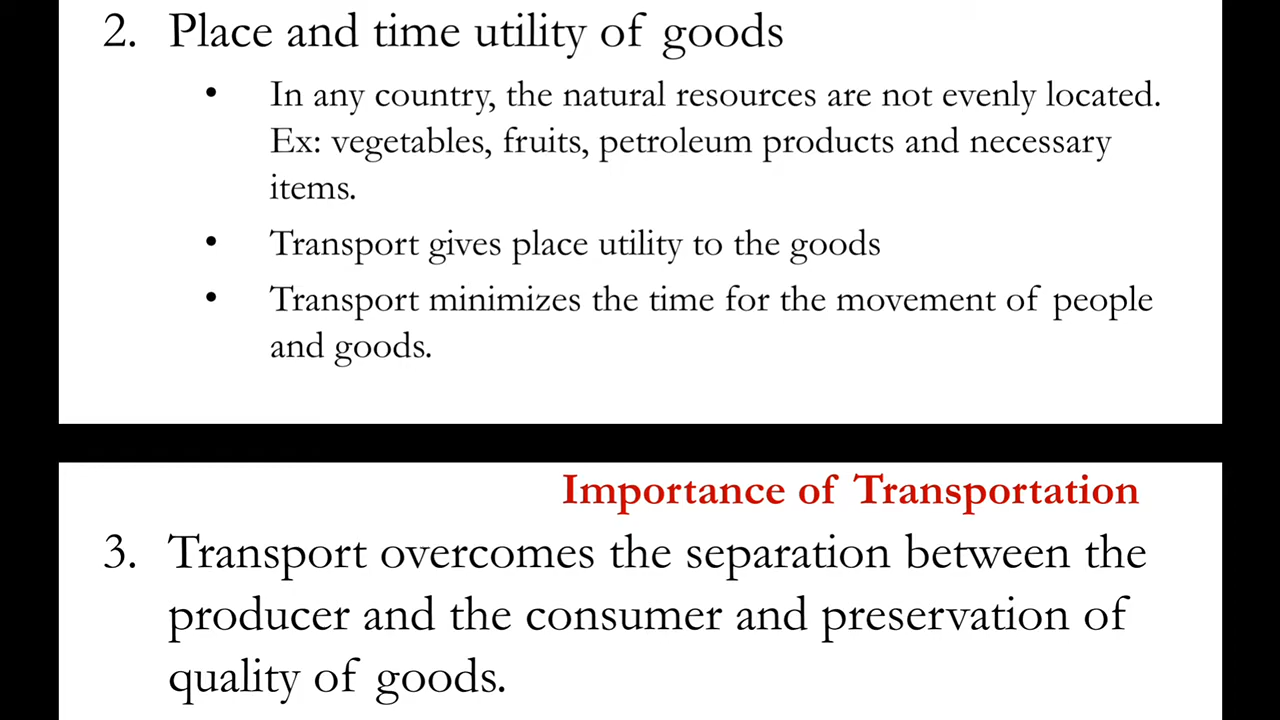 2. Place and time utility of goods
• In any country, the natural resources are not evenly located.
Ex: vegetables, fruits, petroleum products and necessary
items.
• Transport gives place utility to the goods
• Transport minimizes the time for the movement of people
and goods.
Importance of Transportation
3. Transport overcomes the separation between the
producer and the consumer and preservation of
quality of goods.